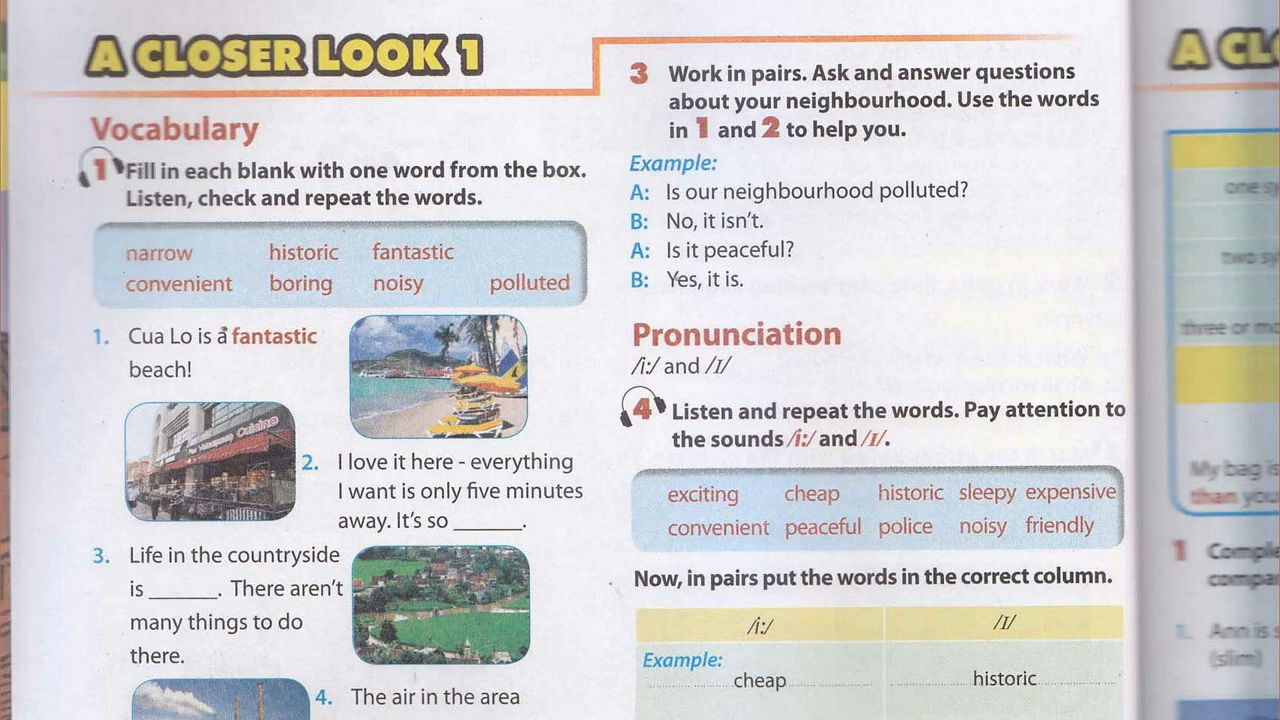 A CLOSER LOOK 1
Vocabulary
1 Fill in each blank with one word from the box.
Listen, check and repeat the words.
narrow historic fantastic
convenient boring noisy polluted
1. Cua Lo is a fantastic
beach!
Cuisine
2. I love it here - everything
I want is only five minutes
away. It's so ______.
3. Life in the countryside
is ______. There aren't
many things to do
there.
4. The air in the area
3 Work in pairs. Ask and answer questions
about your neighbourhood. Use the words
in 1 and 2 to help you.
Example:
A: Is our neighbourhood polluted?
B: No, it isn't.
A: Is it peaceful?
B: Yes, it is.
Pronunciation
/i:/ and /ɪ/
4 Listen and repeat the words. Pay attention to
the sounds /i:/ and /ɪ/.
exciting cheap historic sleepy expensive
convenient peaceful police noisy friendly
Now, in pairs put the words in the correct column.
/i:/ /ɪ/
Example:
cheap historic
A CL
one sy
two sy
three or mo
My bag is
than you
1 Comple
compa
1. Ann is
(slim)